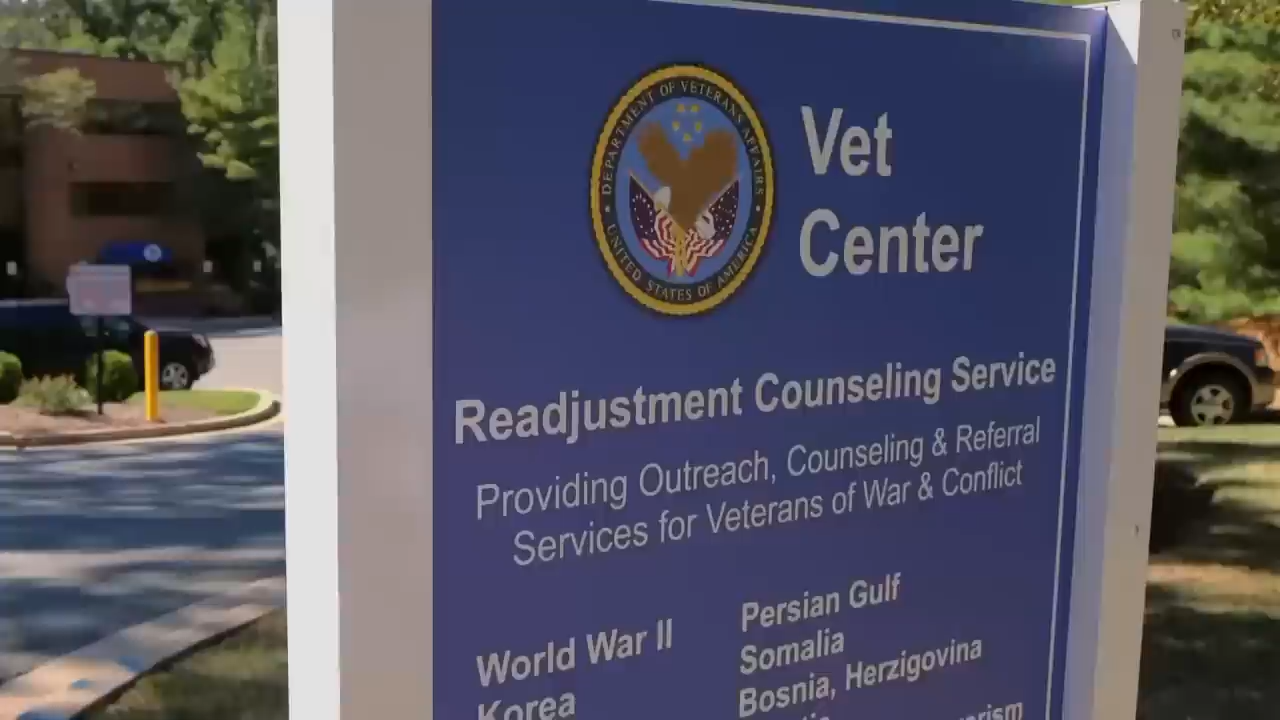 DEPARTMENT OF VETERANS AFFAIRS
UNITED STATES OF AMERICA
Vet
Center
Readjustment Counseling Service
Providing Outreach, Counseling & Referral
Services for Veterans of War & Conflict
World War II
Korea
Persian Gulf
Somalia
Bosnia, Herzigovina